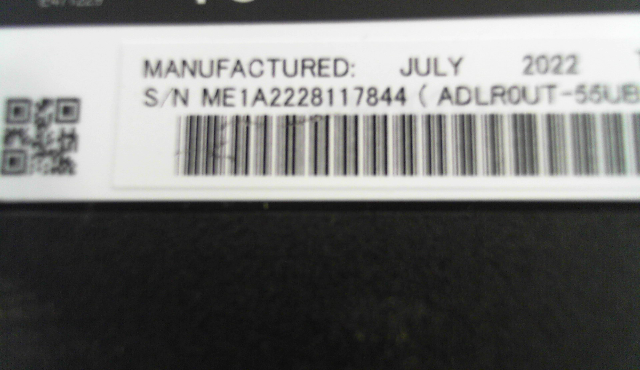 MANUFACTURED: JULY 2022
S/N ME1A2228117844 ( ADLR0UT-55UB